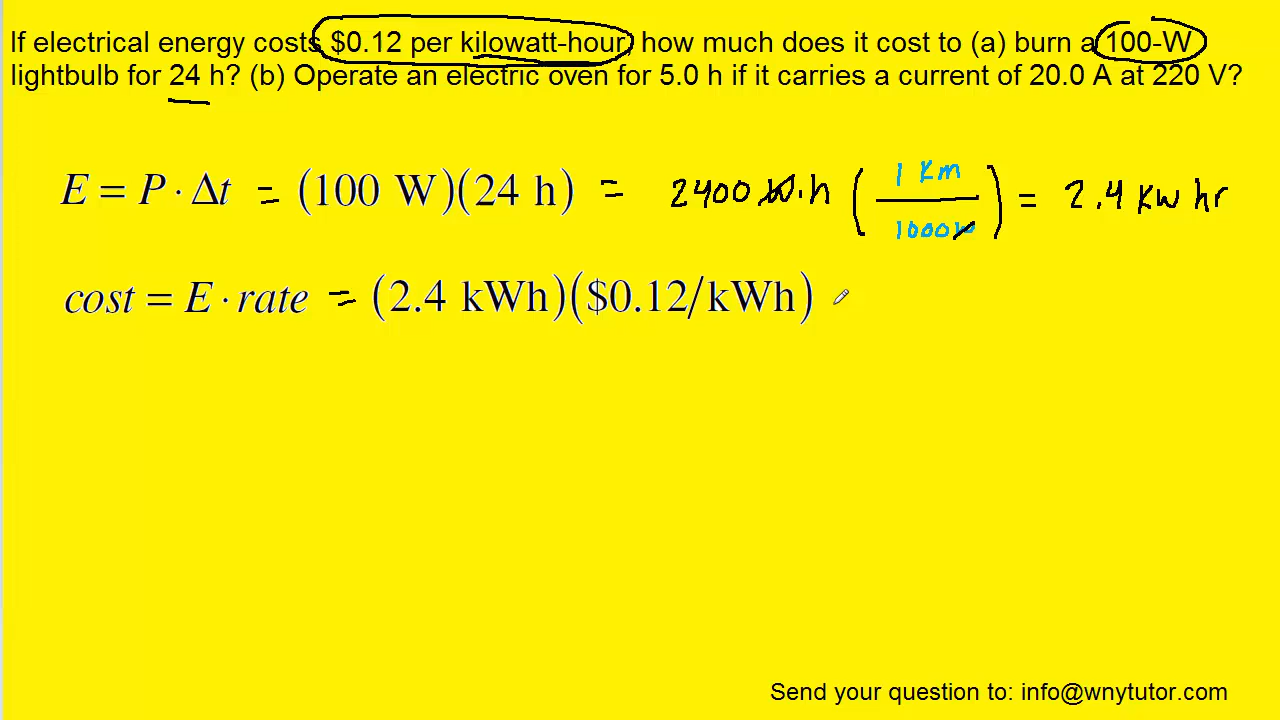 If electrical energy costs $0.12 per kilowatt-hour, how much does it cost to (a) burn a 100-W
lightbulb for 24 h? (b) Operate an electric oven for 5.0 h if it carries a current of 20.0 A at 220 V?
E = P · Δt = (100 W)(24 h) = 2400 W·h (1 Km / 1000W) = 2.4 KW hr
cost = E · rate = (2.4 kWh)($0.12/kWh)
Send your question to: info@wnytutor.com